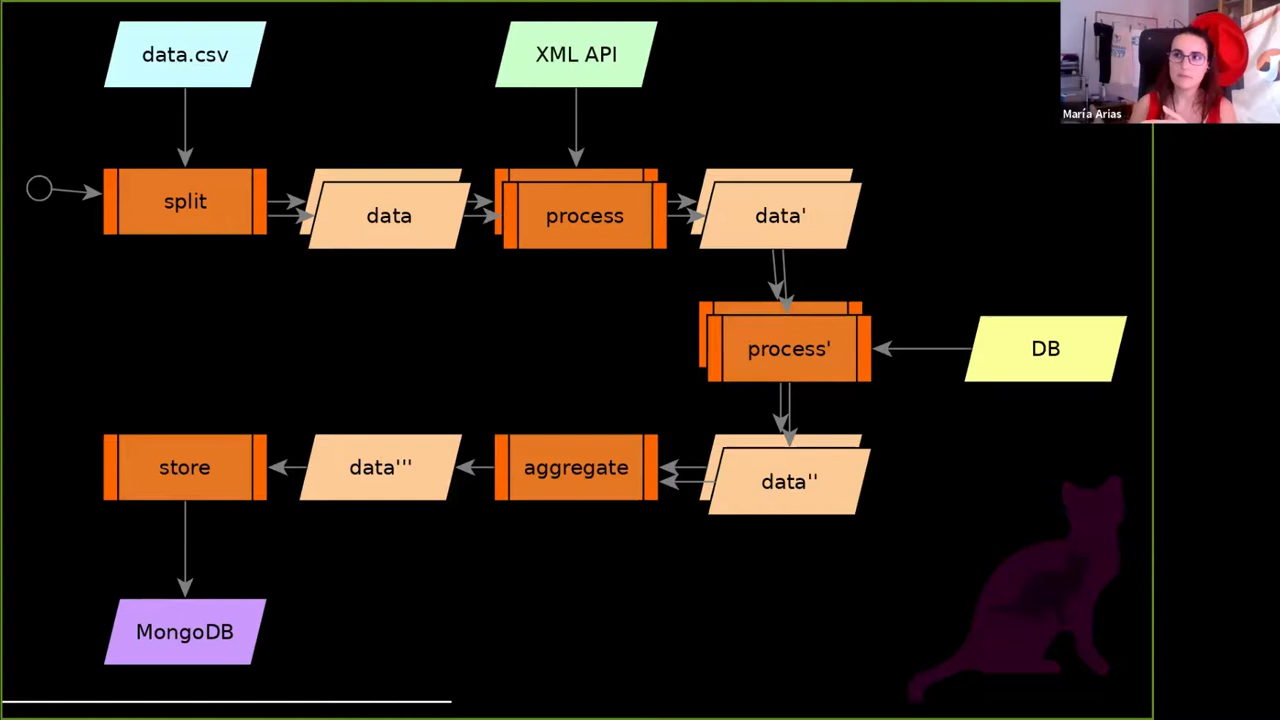 data.csv
XML API
María Arias
split
data
process
data'
process'
DB
store
data'''
aggregate
data''
MongoDB